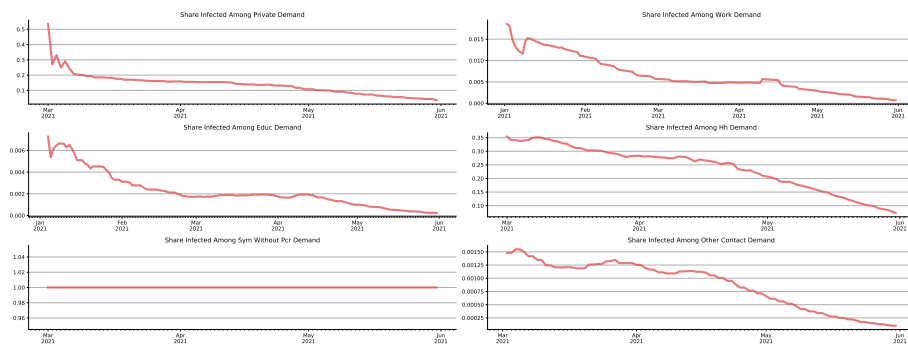 Share Infected Among Private Demand
0.5
0.4
0.3
0.2
0.1
Mar 2021
Apr 2021
May 2021
Jun 2021
Share Infected Among Work Demand
0.015
0.010
0.005
0.000
Jan 2021
Feb 2021
Mar 2021
Apr 2021
May 2021
Jun 2021
Share Infected Among Educ Demand
0.006
0.004
0.002
0.000
Jan 2021
Feb 2021
Mar 2021
Apr 2021
May 2021
Jun 2021
Share Infected Among Hh Demand
0.35
0.30
0.25
0.20
0.15
0.10
Mar 2021
Apr 2021
May 2021
Jun 2021
Share Infected Among Sym Without Pcr Demand
1.04
1.02
1.00
0.98
0.96
Mar 2021
Apr 2021
May 2021
Jun 2021
Share Infected Among Other Contact Demand
0.00150
0.00125
0.00100
0.00075
0.00050
0.00025
Mar 2021
Apr 2021
May 2021
Jun 2021